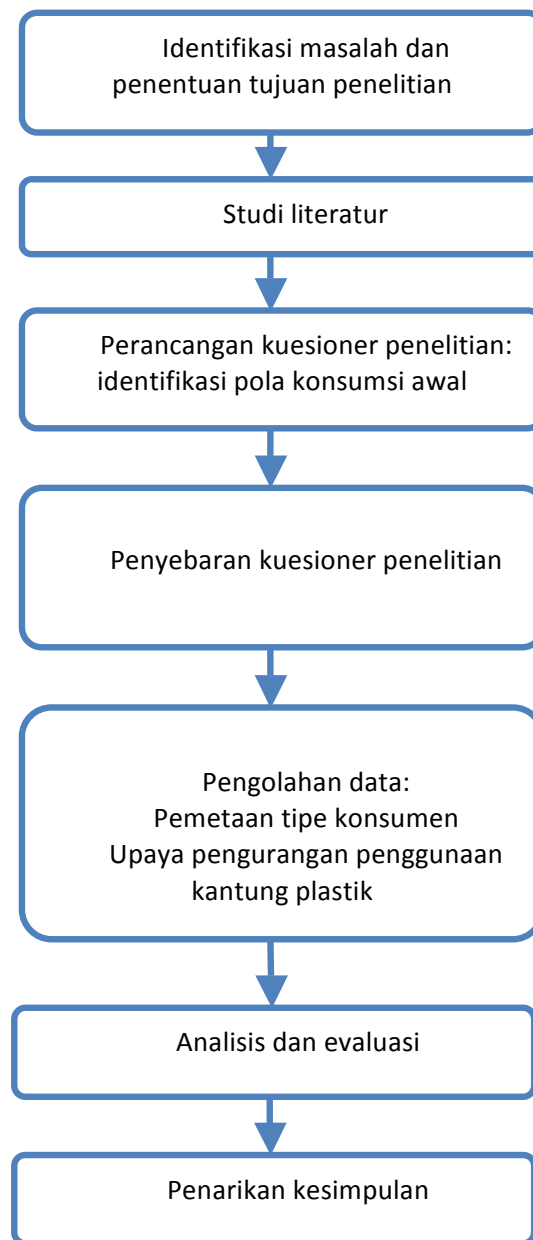 Identifikasi masalah dan
penentuan tujuan penelitian
Studi literatur
Perancangan kuesioner penelitian:
identifikasi pola konsumsi awal
Penyebaran kuesioner penelitian
Pengolahan data:
Pemetaan tipe konsumen
Upaya pengurangan penggunaan
kantung plastik
Analisis dan evaluasi
Penarikan kesimpulan